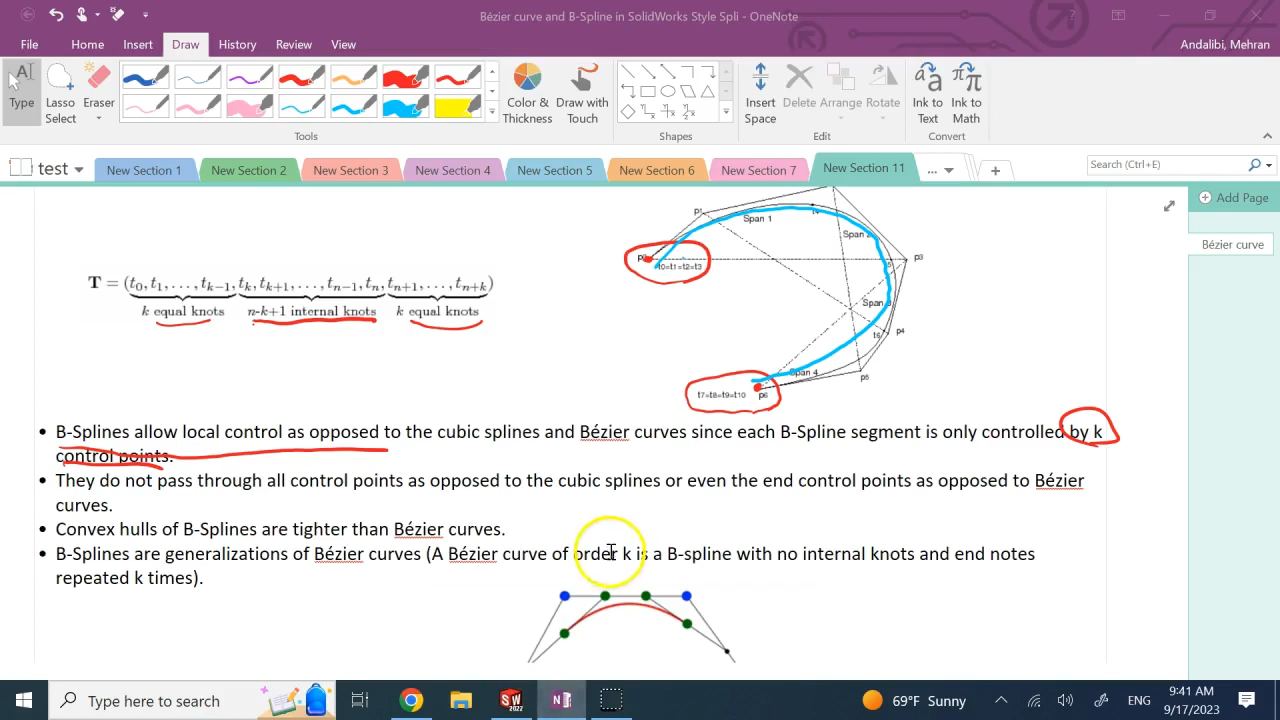 Bézier curve and B-Spline in SolidWorks Style Spli - OneNote
Andalibi, Mehran
File Home Insert Draw History Review View
Type
Lasso Select
Eraser
Color & Thickness
Draw with Touch
Insert Space
Delete
Arrange
Rotate
Ink to Text
Ink to Math
Tools
Shapes
Edit
Convert
test
New Section 1
New Section 2
New Section 3
New Section 4
New Section 5
New Section 6
New Section 7
New Section 11
...
Search (Ctrl+E)
Add Page
Bézier curve
p1
Span 1
t4
Span
p3
t0=t1=t2=t3
Span
p4
t6
p5
Span 4
t7=t8=t9=t10
p6
T = (t0, t1, . . . , tk−1, tk, tk+1, . . . , tn−1, tn, tn+1, . . . , tn+k)
k equal knots n-k+1 internal knots k equal knots
• B-Splines allow local control as opposed to the cubic splines and Bézier curves since each B-Spline segment is only controlled by k
control points.
• They do not pass through all control points as opposed to the cubic splines or even the end control points as opposed to Bézier
curves.
• Convex hulls of B-Splines are tighter than Bézier curves.
• B-Splines are generalizations of Bézier curves (A Bézier curve of order k is a B-spline with no internal knots and end notes
repeated k times).
Type here to search
SW
2022
69°F Sunny
ENG
9:41 AM
9/17/2023